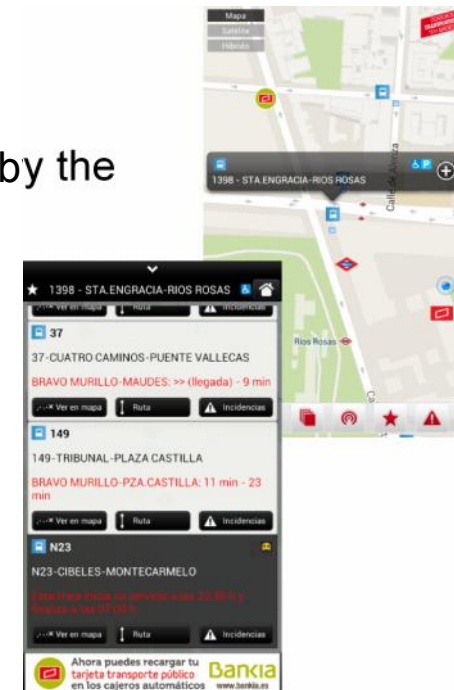 by the
Mapa
Satélite
Híbrido
1398 - STA.ENGRACIA-RIOS ROSAS
Rios Rosas
1398 - STA.ENGRACIA-RIOS ROSAS
Ver en mapa
Ruta
Incidencias
37
37-CUATRO CAMINOS-PUENTE VALLECAS
BRAVO MURILLO-MAUDES: >> (llegada) - 9 min
Ver en mapa
Ruta
Incidencias
149
149-TRIBUNAL-PLAZA CASTILLA
BRAVO MURILLO-PZA.CASTILLA: 11 min - 23
min
Ver en mapa
Ruta
Incidencias
N23
N23-CIBELES-MONTECARMELO
Ver en mapa
Ruta
Incidencias
Ahora puedes recargar tu
tarjeta transporte público
en los cajeros automáticos
Bankia
www.bankia.es